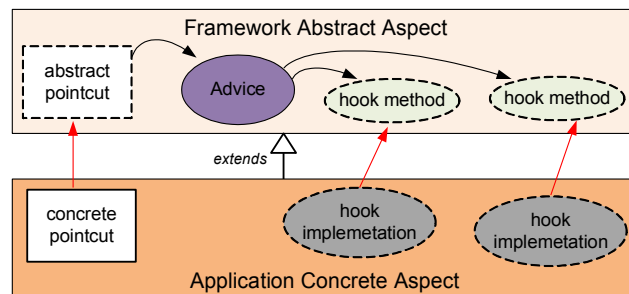 Framework Abstract Aspect
abstract
pointcut
Advice
hook method
hook method
extends
concrete
pointcut
hook
implemetation
hook
implemetation
Application Concrete Aspect